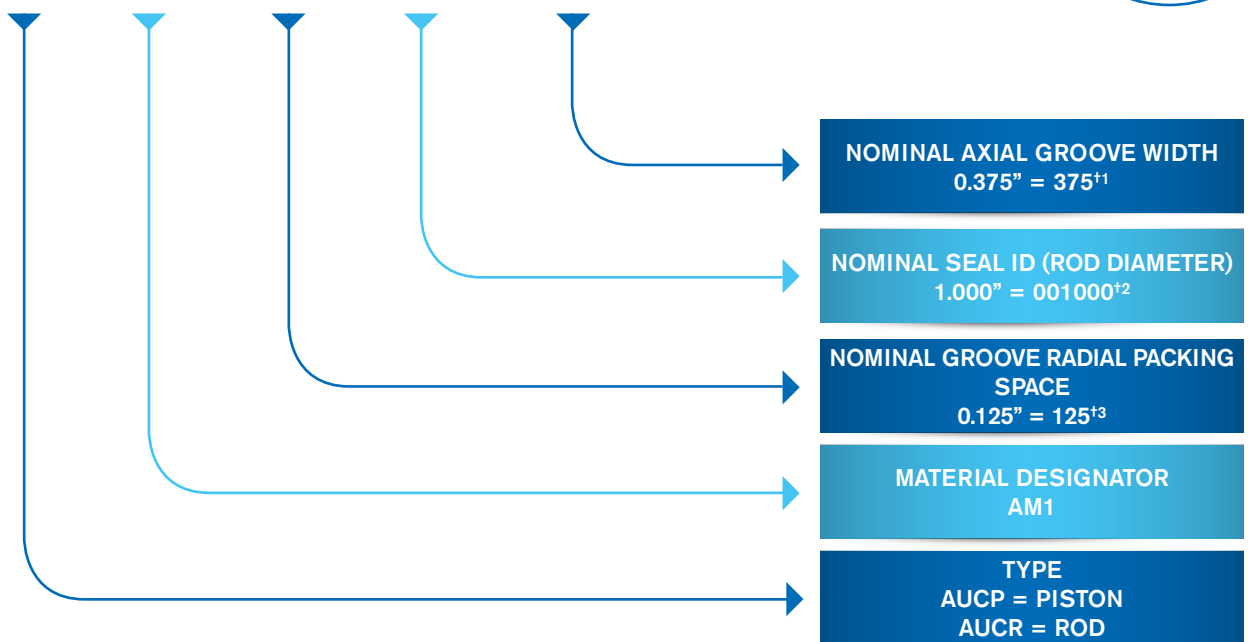 NOMINAL AXIAL GROOVE WIDTH
0.375” = 375†1
NOMINAL SEAL ID (ROD DIAMETER)
1.000” = 001000†2
NOMINAL GROOVE RADIAL PACKING
SPACE
0.125” = 125†3
MATERIAL DESIGNATOR
AM1
TYPE
AUCP = PISTON
AUCR = ROD